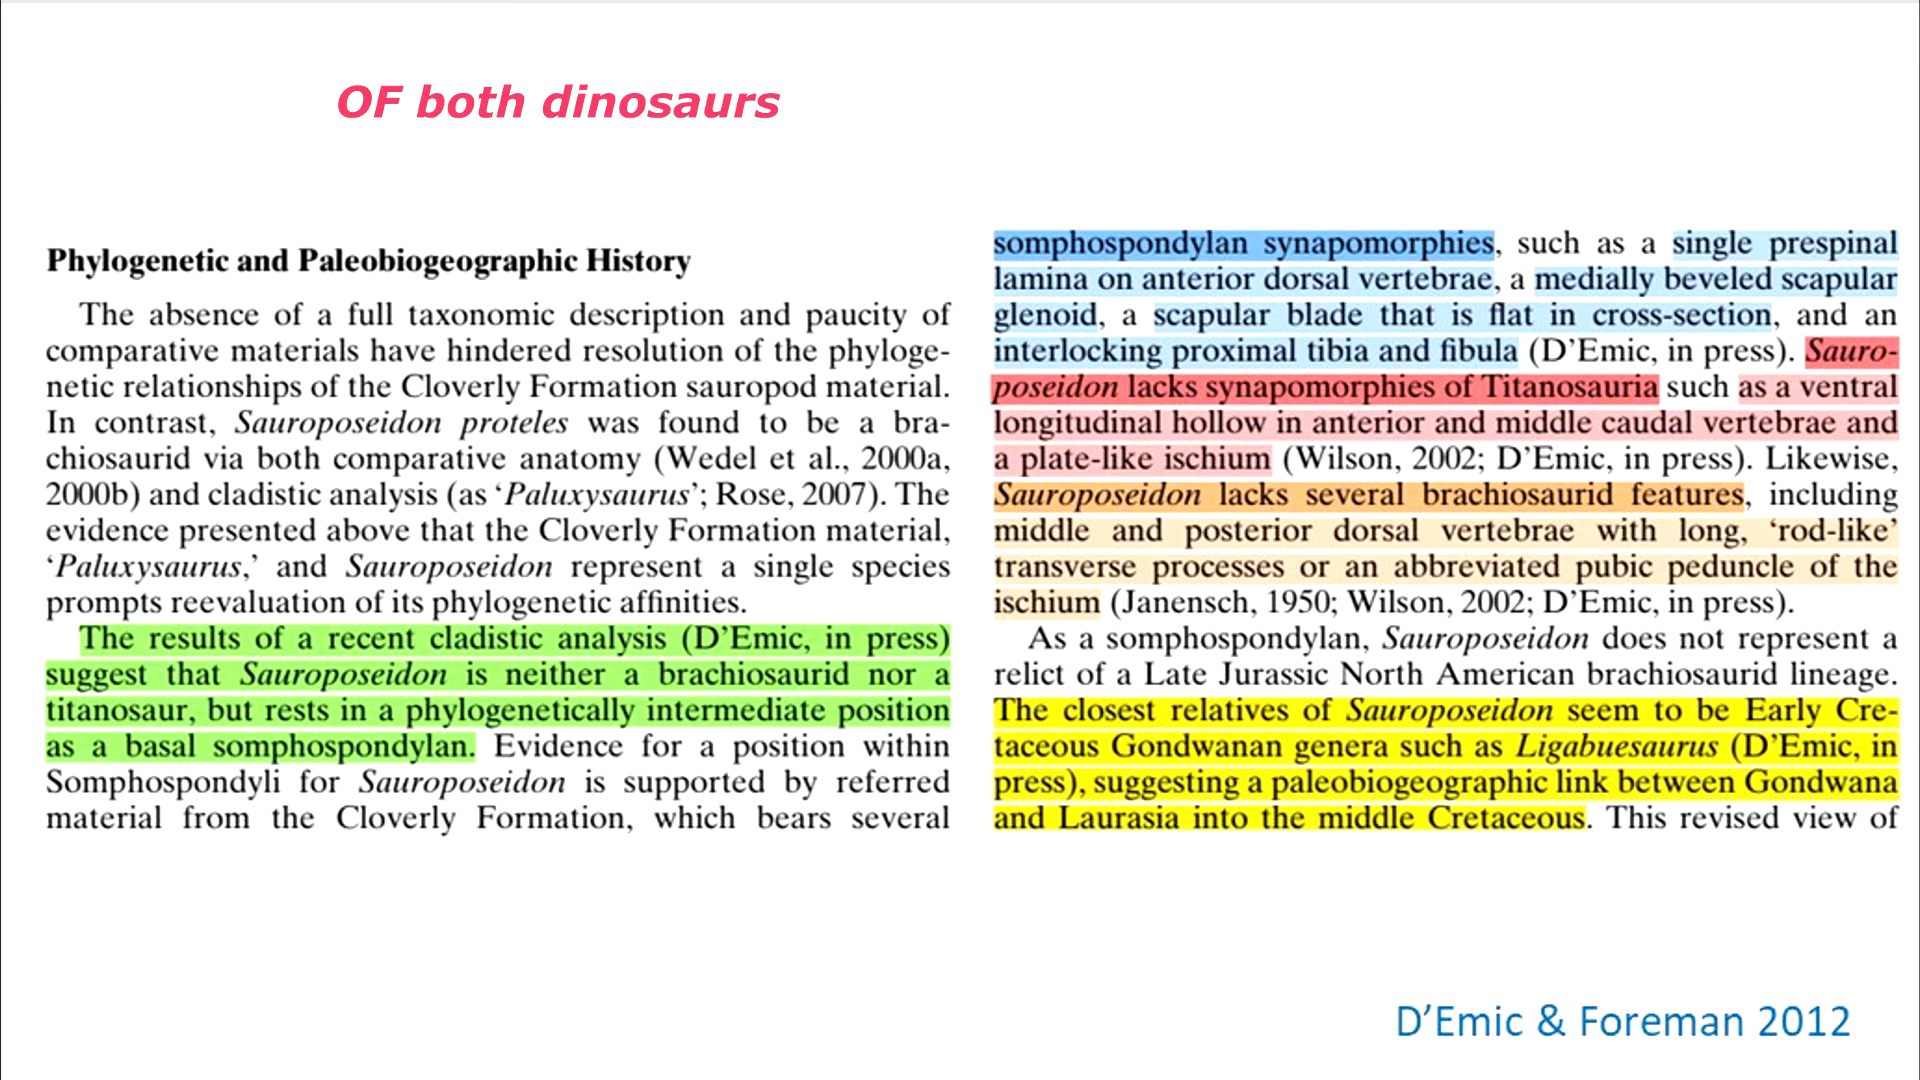 OF both dinosaurs
Phylogenetic and Paleobiogeographic History
The absence of a full taxonomic description and paucity of
comparative materials have hindered resolution of the phyloge-
netic relationships of the Cloverly Formation sauropod material.
In contrast, Sauroposeidon proteles was found to be a bra-
chiosaurid via both comparative anatomy (Wedel et al., 2000a,
2000b) and cladistic analysis (as ‘Paluxysaurus’; Rose, 2007). The
evidence presented above that the Cloverly Formation material,
‘Paluxysaurus,’ and Sauroposeidon represent a single species
prompts reevaluation of its phylogenetic affinities.
The results of a recent cladistic analysis (D’Emic, in press)
suggest that Sauroposeidon is neither a brachiosaurid nor a
titanosaur, but rests in a phylogenetically intermediate position
as a basal somphospondylan. Evidence for a position within
Somphospondyli for Sauroposeidon is supported by referred
material from the Cloverly Formation, which bears several
somphospondylan synapomorphies, such as a single prespinal
lamina on anterior dorsal vertebrae, a medially beveled scapular
glenoid, a scapular blade that is flat in cross-section, and an
interlocking proximal tibia and fibula (D’Emic, in press). Sauro-
poseidon lacks synapomorphies of Titanosauria such as a ventral
longitudinal hollow in anterior and middle caudal vertebrae and
a plate-like ischium (Wilson, 2002; D’Emic, in press). Likewise,
Sauroposeidon lacks several brachiosaurid features, including
middle and posterior dorsal vertebrae with long, ‘rod-like’
transverse processes or an abbreviated pubic peduncle of the
ischium (Janensch, 1950; Wilson, 2002; D’Emic, in press).
As a somphospondylan, Sauroposeidon does not represent a
relict of a Late Jurassic North American brachiosaurid lineage.
The closest relatives of Sauroposeidon seem to be Early Cre-
taceous Gondwanan genera such as Ligabuesaurus (D’Emic, in
press), suggesting a paleobiogeographic link between Gondwana
and Laurasia into the middle Cretaceous. This revised view of
D’Emic & Foreman 2012